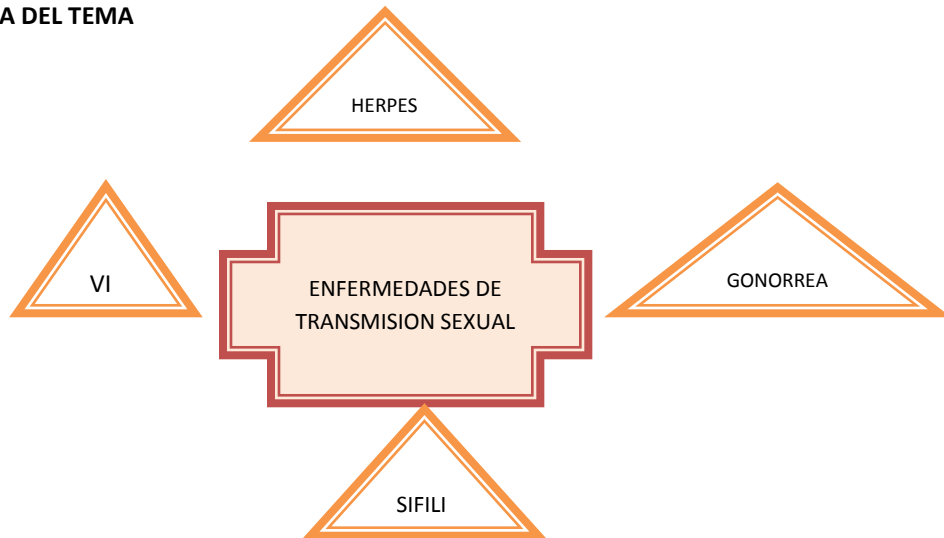 A DEL TEMA
HERPES
VI
ENFERMEDADES DE
TRANSMISION SEXUAL
GONORREA
SIFILI